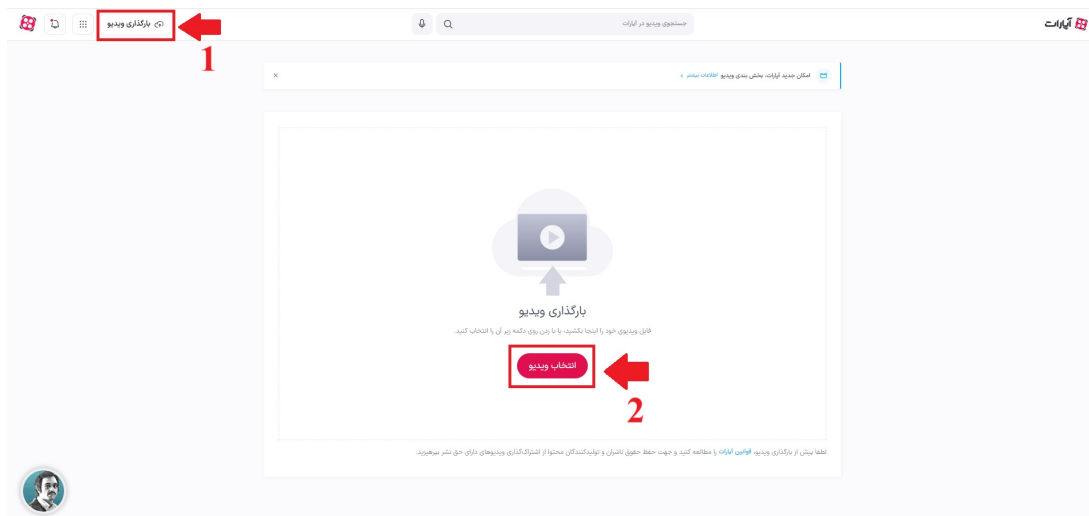 آپارات
جستجوی ویدیو در آپارات
بارگذاری ویدیو
1
امکان جدید آپارات، بخش بندی ویدیو اطلاعات بیشتر
بارگذاری ویدیو
فایل ویدیوی خود را اینجا بکشید، یا با زدن روی دکمه زیر آن را انتخاب کنید.
انتخاب ویدیو
2
لطفا پیش از بارگذاری ویدیو، قوانین آپارات را مطالعه کنید و جهت حفظ حقوق ناشران و تولیدکنندگان محتوا از اشتراک‌گذاری ویدیوهای دارای حق نشر بپرهیزید.